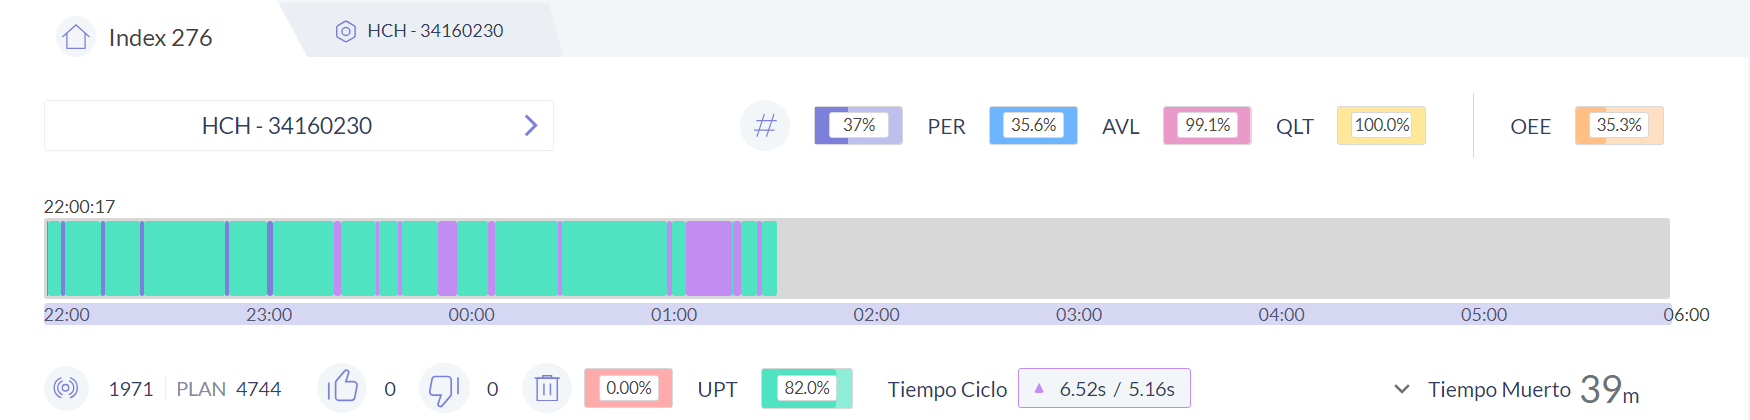 Index 276
HCH - 34160230
HCH - 34160230
# 37% PER 35.6% AVL 99.1% QLT 100.0% OEE 35.3%
22:00:17
22:00 23:00 00:00 01:00 02:00 03:00 04:00 05:00 06:00
1971 PLAN 4744 0 0 0.00% UPT 82.0% Tiempo Ciclo 6.52s / 5.16s Tiempo Muerto 39m